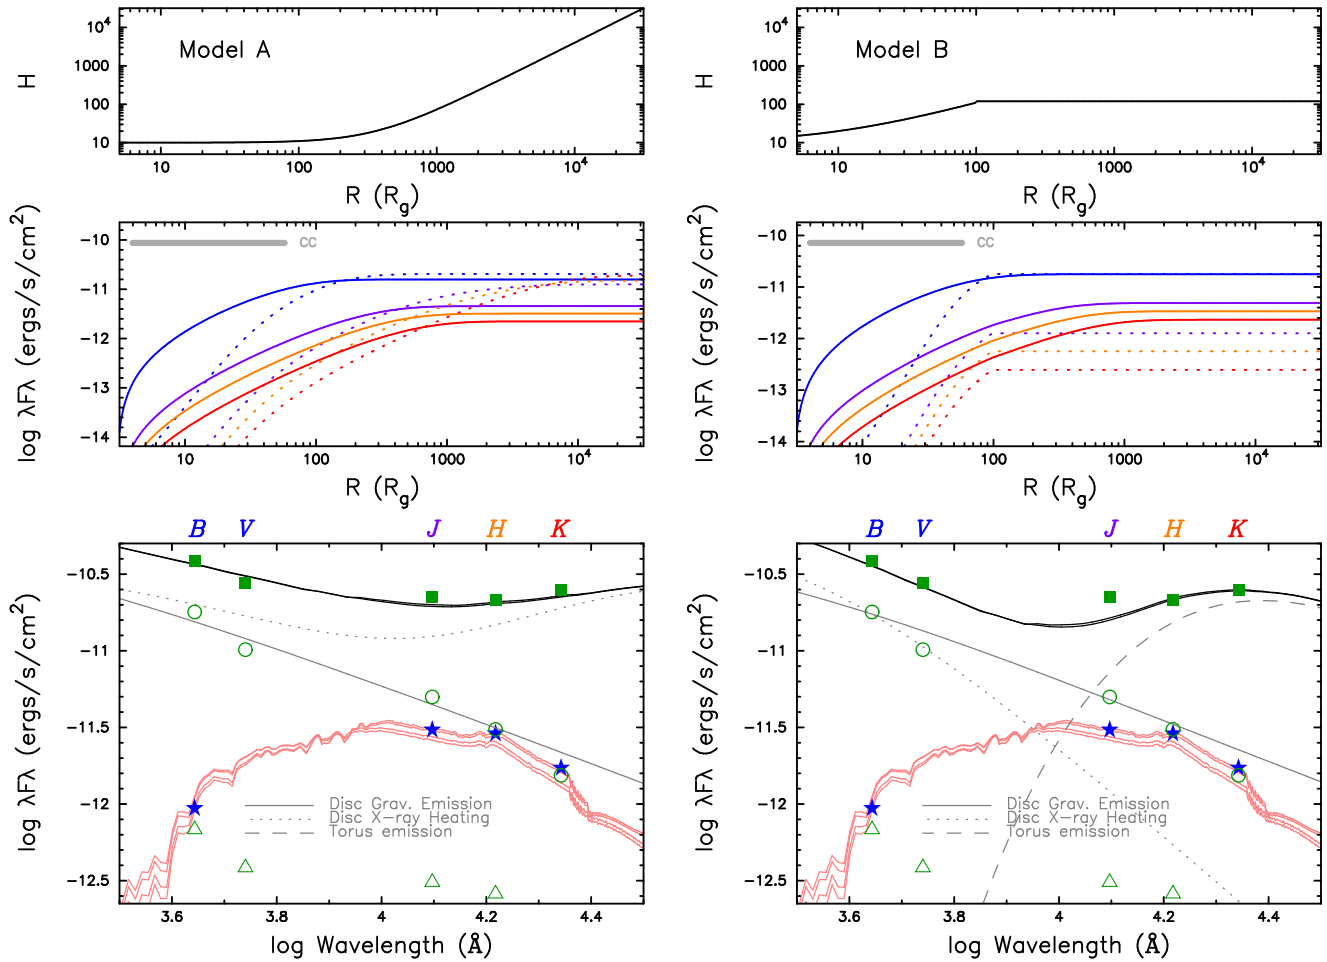 Model A
H
10⁴
1000
100
10
10
100
1000
10⁴
R (R_g)
Model B
H
10⁴
1000
100
10
10
100
1000
10⁴
R (R_g)
log λFλ (ergs/s/cm²)
-10
-11
-12
-13
-14
cc
10
100
1000
10⁴
R (R_g)
log λFλ (ergs/s/cm²)
-10
-11
-12
-13
-14
cc
10
100
1000
10⁴
R (R_g)
B V J H K
log λFλ (ergs/s/cm²)
-10.5
-11
-11.5
-12
-12.5
Disc Grav. Emission
Disc X-ray Heating
Torus emission
3.6 3.8 4 4.2 4.4
log Wavelength (Å)
B V J H K
log λFλ (ergs/s/cm²)
-10.5
-11
-11.5
-12
-12.5
Disc Grav. Emission
Disc X-ray Heating
Torus emission
3.6 3.8 4 4.2 4.4
log Wavelength (Å)